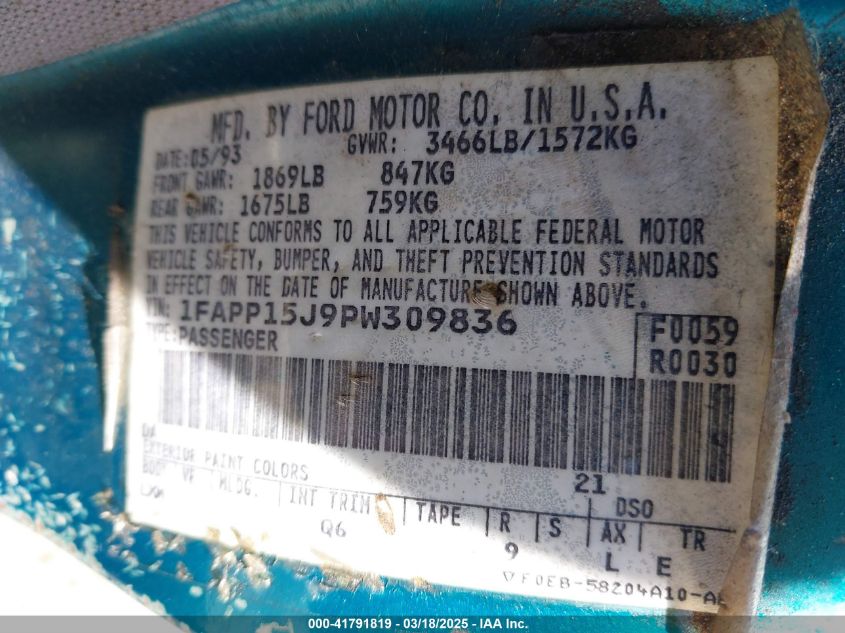 MFD. BY FORD MOTOR CO. IN U.S.A.
DATE: 05/93 GVWR: 3466LB/1572KG
FRONT GAWR: 1869LB 847KG
REAR GAWR: 1675LB 759KG
THIS VEHICLE CONFORMS TO ALL APPLICABLE FEDERAL MOTOR
VEHICLE SAFETY, BUMPER, AND THEFT PREVENTION STANDARDS
IN EFFECT ON THE DATE OF MANUFACTURE SHOWN ABOVE.
VIN: 1FAPP15J9PW309836
TYPE: PASSENGER
F0059
R0030
EXTERIOR PAINT COLORS 21 DSO
BODY VR MLDG. INT TRIM TAPE R S AX TR
Q6 9 L E
000-41791819 - 03/18/2025 - IAA Inc.